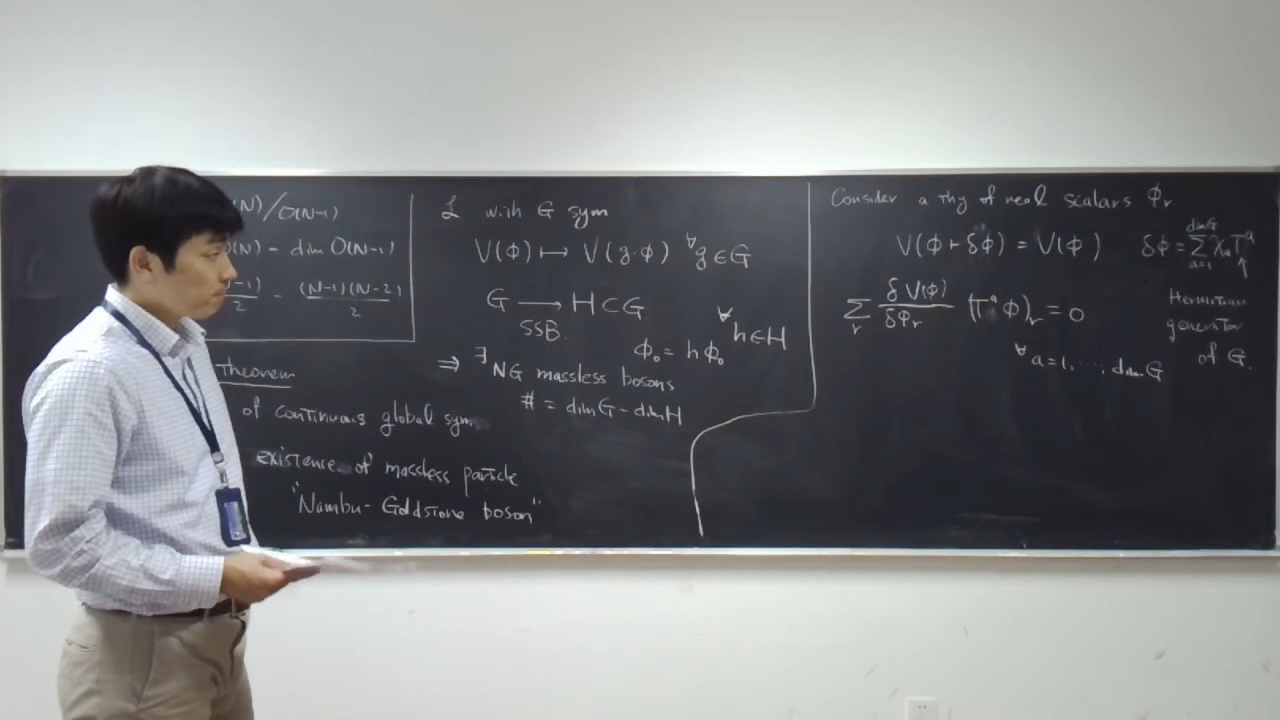 N)/O(N-1)
(N) - dim O(N-1)
-1)/2 - (N-1)(N-2)/2
Theorem
of continuous global sym
existence of massless particle
"Nambu-Goldstone boson"
ℒ with G sym
V(Φ) ↦ V(g·Φ) ∀g∈G
G ⟶ H⊂G
SSB.
Φ₀ = hΦ₀ ∀h∈H
⇒ ∃ NG massless bosons
# = dim G - dim H
Consider a thy of real scalars Φᵣ
V(Φ+δΦ) = V(Φ) δΦ = Σ_{a=1}^{dim G}
Σᵣ δV(Φ)/δΦᵣ (TᵃΦ)ᵣ = 0
∀a=1,⋯, dim G
Hermitian
generator
of G.